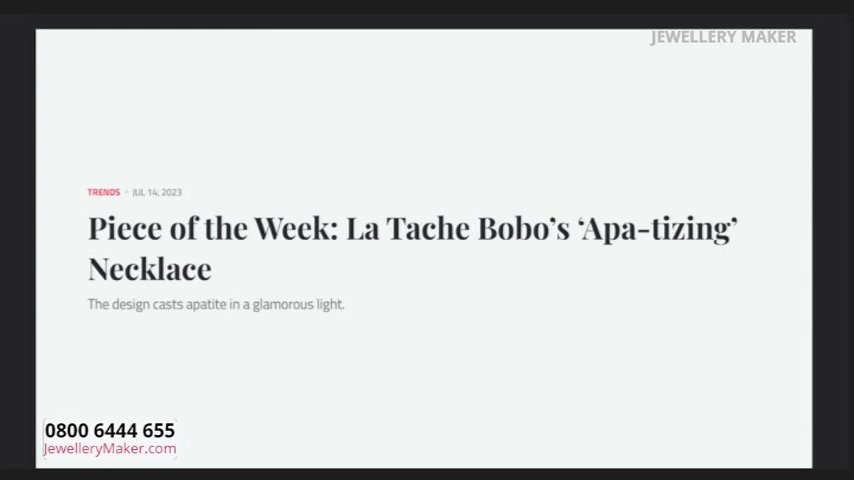 JEWELLERY MAKER
TRENDS • JUL 14, 2023
Piece of the Week: La Tache Bobo’s ‘Apa-tizing’
Necklace
The design casts apatite in a glamorous light.
0800 6444 655
JewelleryMaker.com